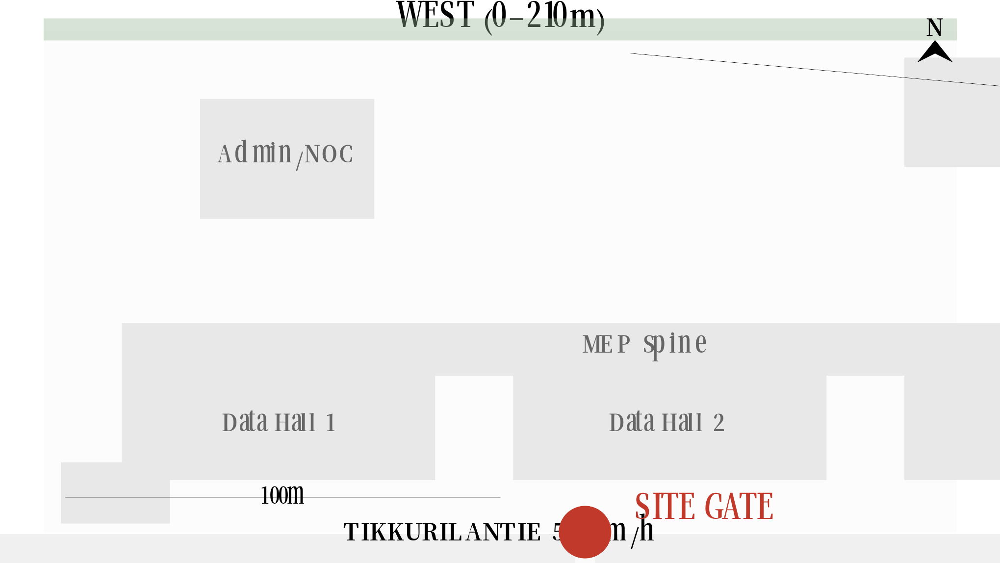 WEST (0–210m)
N
Admin/NOC
MEP spine
Data Hall 1
Data Hall 2
100m
SITE GATE
TIKKURILANTIE